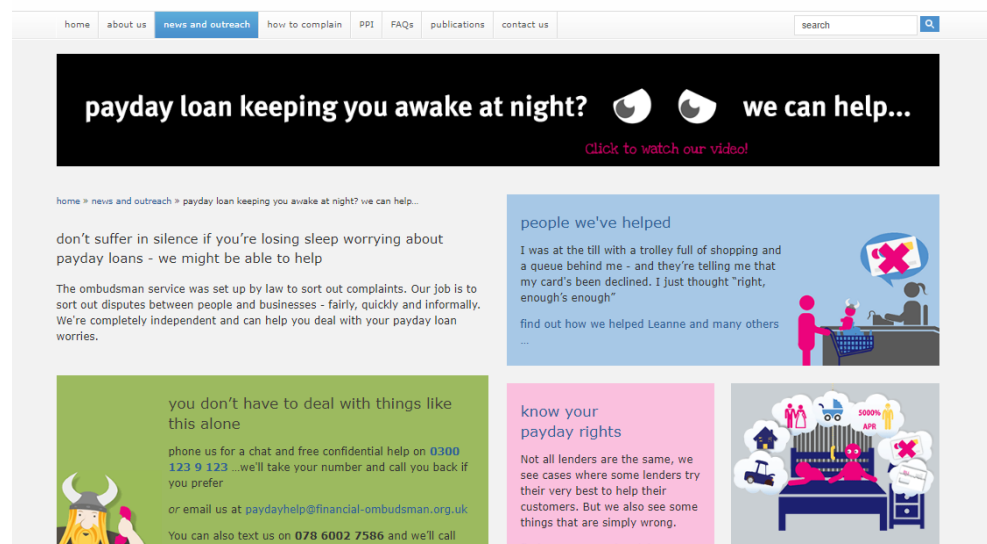 home
about us
news and outreach
how to complain
PPI
FAQs
publications
contact us
search
payday loan keeping you awake at night?
we can help...
Click to watch our video!
home » news and outreach » payday loan keeping you awake at night? we can help...
don't suffer in silence if you're losing sleep worrying about
payday loans - we might be able to help
The ombudsman service was set up by law to sort out complaints. Our job is to
sort out disputes between people and businesses - fairly, quickly and informally.
We're completely independent and can help you deal with your payday loan
worries.
people we've helped
I was at the till with a trolley full of shopping and
a queue behind me - and they're telling me that
my card's been declined. I just thought "right,
enough's enough"
find out how we helped Leanne and many others
...
you don't have to deal with things like
this alone
phone us for a chat and free confidential help on 0300
123 9 123 ...we'll take your number and call you back if
you prefer
or email us at paydayhelp@financial-ombudsman.org.uk
You can also text us on 078 6002 7586 and we'll call
know your
payday rights
Not all lenders are the same, we
see cases where some lenders try
their very best to help their
customers. But we also see some
things that are simply wrong.
5000%
APR